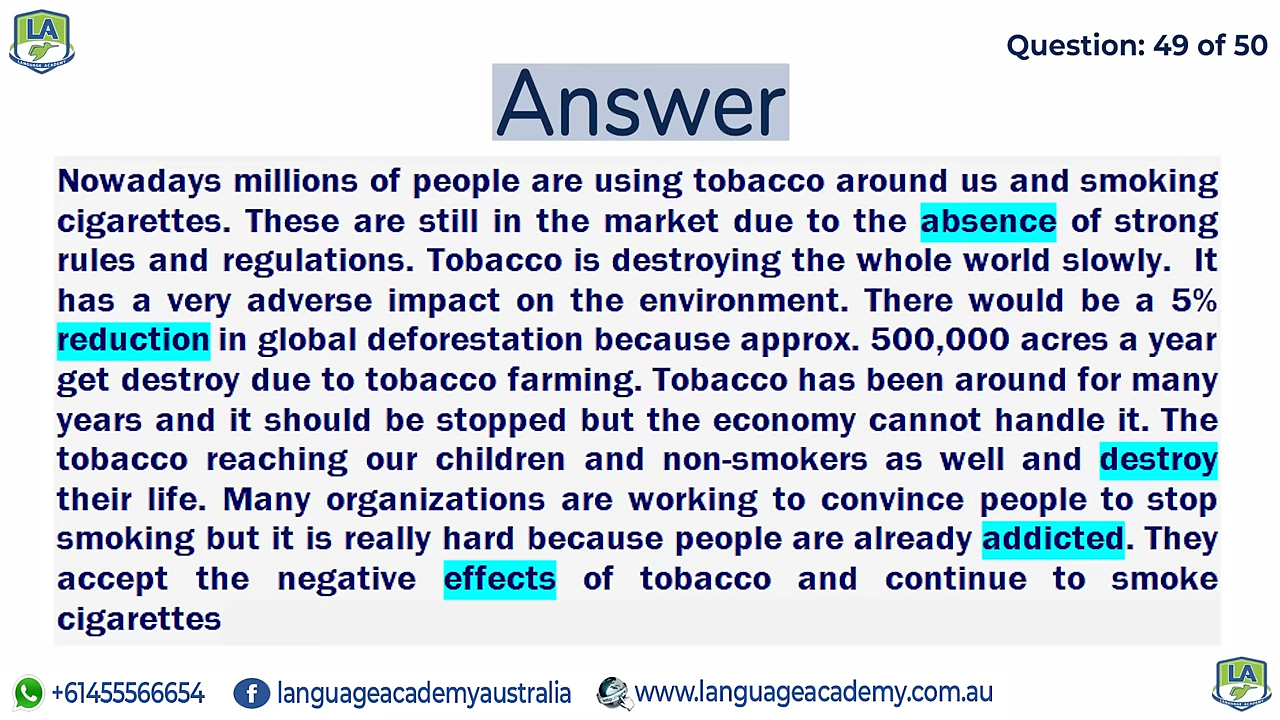 LA
LANGUAGE ACADEMY
Question: 49 of 50
Answer
Nowadays millions of people are using tobacco around us and smoking
cigarettes. These are still in the market due to the absence of strong
rules and regulations. Tobacco is destroying the whole world slowly. It
has a very adverse impact on the environment. There would be a 5%
reduction in global deforestation because approx. 500,000 acres a year
get destroy due to tobacco farming. Tobacco has been around for many
years and it should be stopped but the economy cannot handle it. The
tobacco reaching our children and non-smokers as well and destroy
their life. Many organizations are working to convince people to stop
smoking but it is really hard because people are already addicted. They
accept the negative effects of tobacco and continue to smoke
cigarettes
+61455566654 languageacademyaustralia www.languageacademy.com.au
LA
LANGUAGE ACADEMY